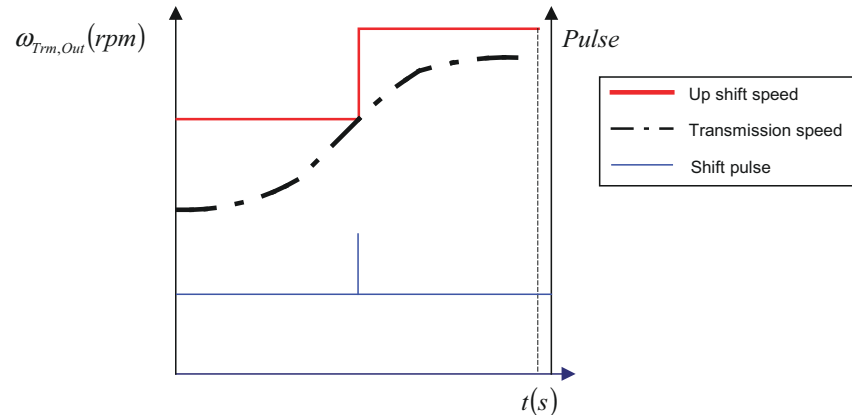 ω_{Trm,Out}(rpm)
Pulse
Up shift speed
Transmission speed
Shift pulse
t(s)